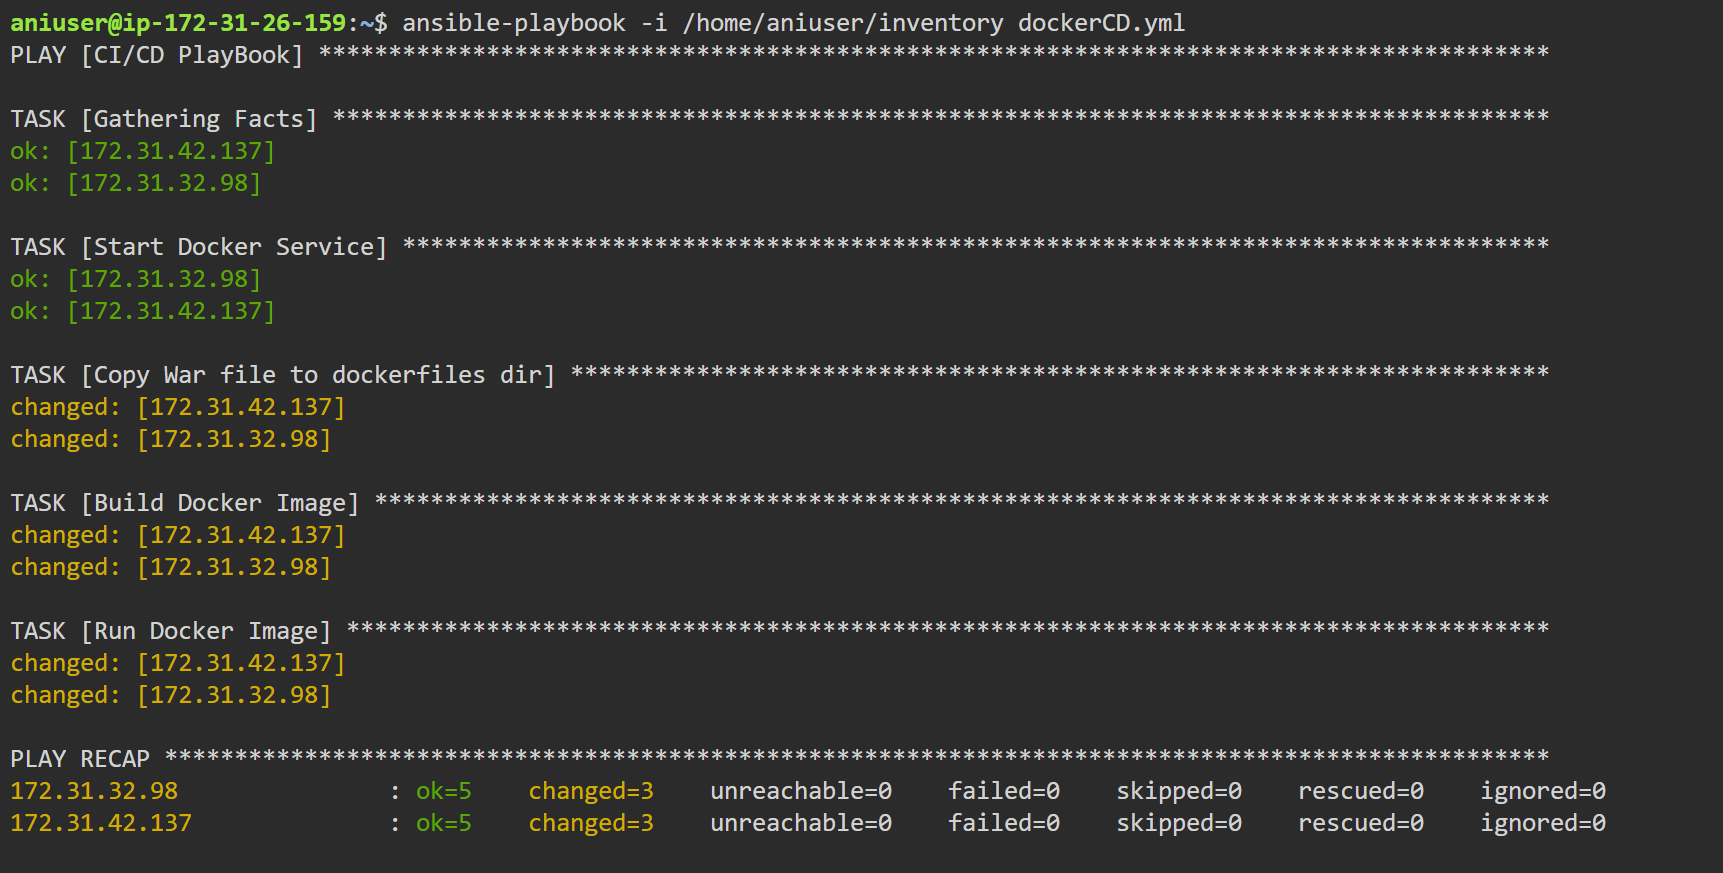 aniuser@ip-172-31-26-159:~$ ansible-playbook -i /home/aniuser/inventory dockerCD.yml
PLAY [CI/CD PlayBook] ****************************************************************************************
TASK [Gathering Facts] ***************************************************************************************
ok: [172.31.42.137]
ok: [172.31.32.98]
TASK [Start Docker Service] **********************************************************************************
ok: [172.31.32.98]
ok: [172.31.42.137]
TASK [Copy War file to dockerfiles dir] **********************************************************************
changed: [172.31.42.137]
changed: [172.31.32.98]
TASK [Build Docker Image] ************************************************************************************
changed: [172.31.42.137]
changed: [172.31.32.98]
TASK [Run Docker Image] **************************************************************************************
changed: [172.31.42.137]
changed: [172.31.32.98]
PLAY RECAP ***************************************************************************************************
172.31.32.98               : ok=5    changed=3    unreachable=0    failed=0    skipped=0    rescued=0    ignored=0
172.31.42.137              : ok=5    changed=3    unreachable=0    failed=0    skipped=0    rescued=0    ignored=0